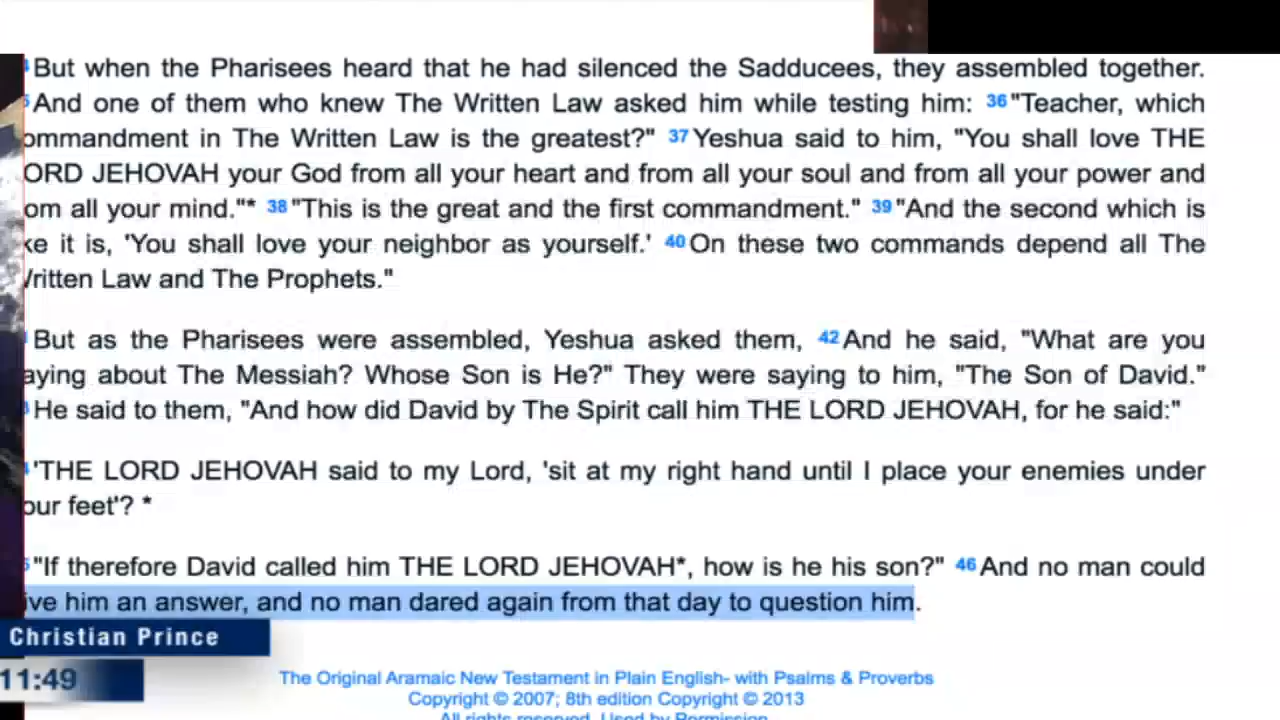 But when the Pharisees heard that he had silenced the Sadducees, they assembled together.
And one of them who knew The Written Law asked him while testing him: 36 "Teacher, which
ommandment in The Written Law is the greatest?" 37 Yeshua said to him, "You shall love THE
ORD JEHOVAH your God from all your heart and from all your soul and from all your power and
om all your mind."* 38 "This is the great and the first commandment." 39 "And the second which is
ke it is, 'You shall love your neighbor as yourself.' 40 On these two commands depend all The
ritten Law and The Prophets."
But as the Pharisees were assembled, Yeshua asked them, 42 And he said, "What are you
aying about The Messiah? Whose Son is He?" They were saying to him, "The Son of David."
He said to them, "And how did David by The Spirit call him THE LORD JEHOVAH, for he said:"
'THE LORD JEHOVAH said to my Lord, 'sit at my right hand until I place your enemies under
our feet'? *
"If therefore David called him THE LORD JEHOVAH*, how is he his son?" 46 And no man could
ive him an answer, and no man dared again from that day to question him.
Christian Prince
11:49
The Original Aramaic New Testament in Plain English- with Psalms & Proverbs
Copyright © 2007; 8th edition Copyright © 2013
All rights reserved. Used by Permission